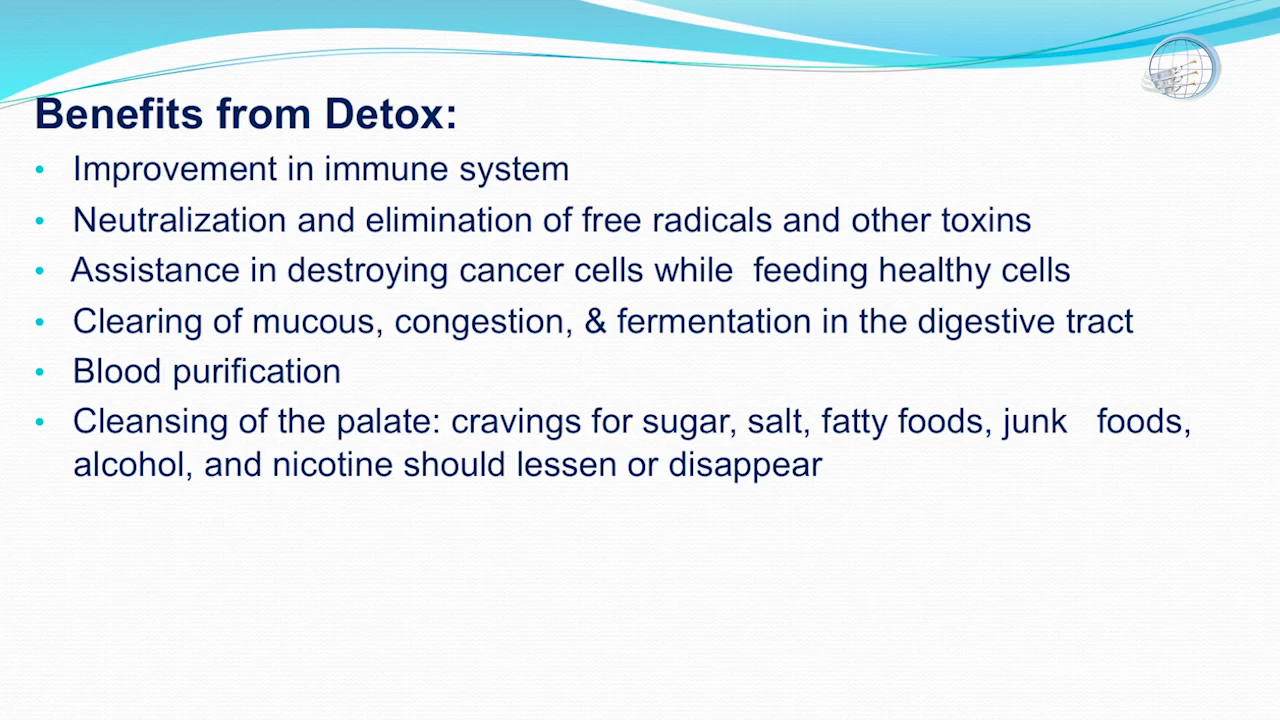 Benefits from Detox:
• Improvement in immune system
• Neutralization and elimination of free radicals and other toxins
• Assistance in destroying cancer cells while  feeding healthy cells
• Clearing of mucous, congestion, & fermentation in the digestive tract
• Blood purification
• Cleansing of the palate: cravings for sugar, salt, fatty foods, junk   foods,
alcohol, and nicotine should lessen or disappear